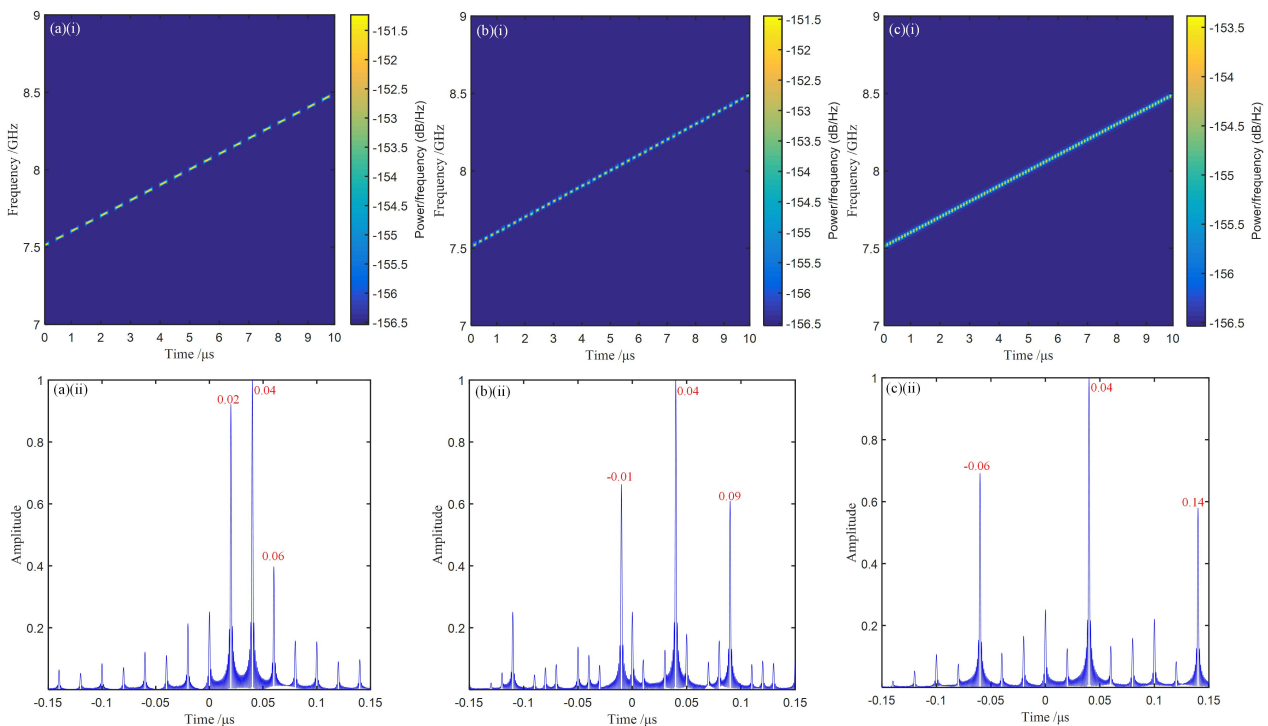 (a)(i)
9
8.5
8
7.5
7
Frequency /GHz
0 1 2 3 4 5 6 7 8 9 10
Time /μs
-151.5
-152
-152.5
-153
-153.5
-154
-154.5
-155
-155.5
-156
-156.5
Power/frequency (dB/Hz)
(b)(i)
9
8.5
8
7.5
7
Frequency /GHz
0 1 2 3 4 5 6 7 8 9 10
Time /μs
-151.5
-152
-152.5
-153
-153.5
-154
-154.5
-155
-155.5
-156
-156.5
Power/frequency (dB/Hz)
(c)(i)
9
8.5
8
7.5
7
Frequency /GHz
0 1 2 3 4 5 6 7 8 9 10
Time /μs
-153.5
-154
-154.5
-155
-155.5
-156
-156.5
Power/frequency (dB/Hz)
(a)(ii)
1
0.8
0.6
0.4
0.2
Amplitude
0.02
0.04
0.06
-0.15 -0.1 -0.05 0 0.05 0.1 0.15
Time /μs
(b)(ii)
1
0.8
0.6
0.4
0.2
Amplitude
-0.01
0.04
0.09
-0.15 -0.1 -0.05 0 0.05 0.1 0.15
Time /μs
(c)(ii)
1
0.8
0.6
0.4
0.2
Amplitude
-0.06
0.04
0.14
-0.15 -0.1 -0.05 0 0.05 0.1 0.15
Time /μs